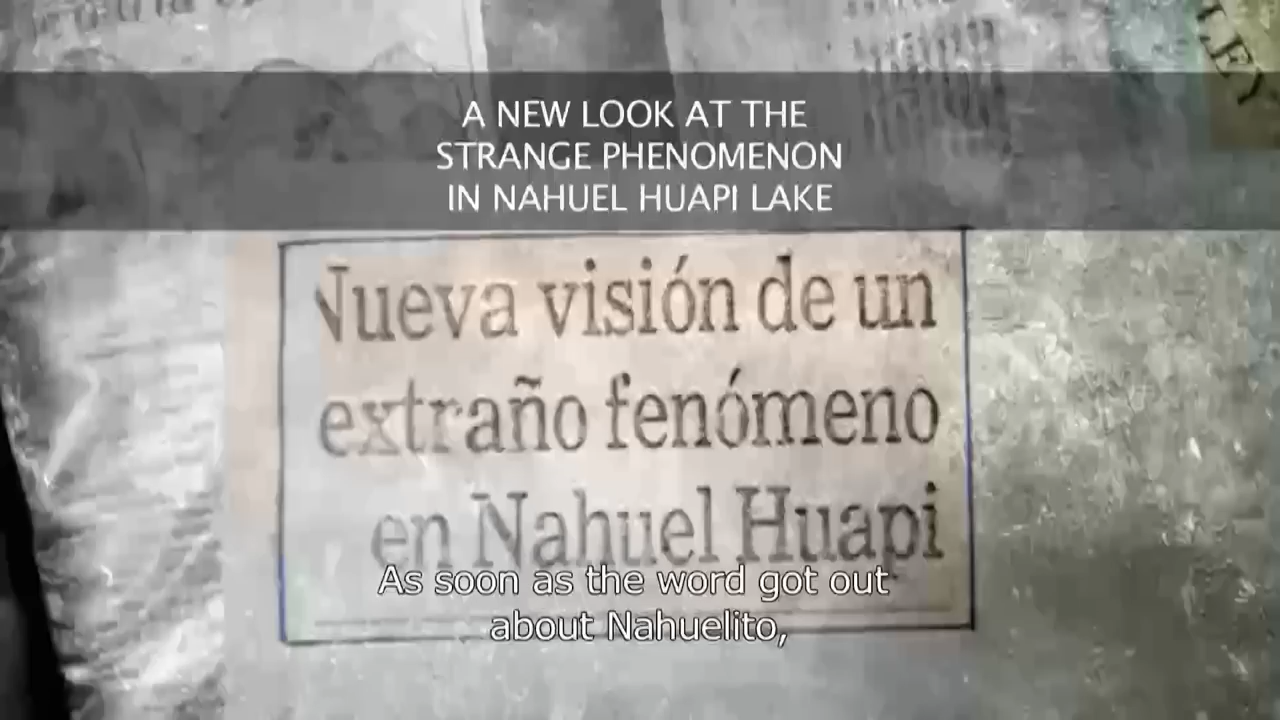 A NEW LOOK AT THE
STRANGE PHENOMENON
IN NAHUEL HUAPI LAKE
Nueva visión de un
extraño fenómeno
en Nahuel Huapi
As soon as the word got out
about Nahuelito,